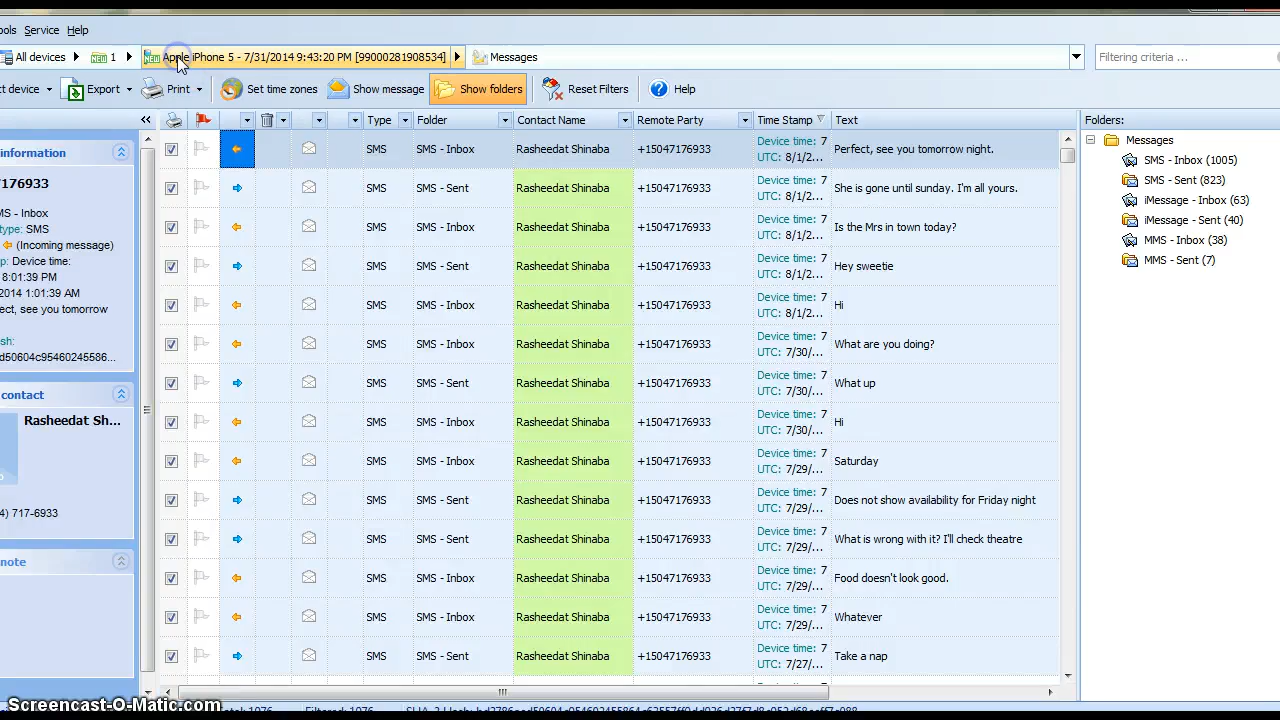 ools Service Help
All devices 1 Apple iPhone 5 - 7/31/2014 9:43:20 PM [99000281908534] Messages Filtering criteria ...
ct device Export Print Set time zones Show message Show folders Reset Filters Help
« Type Folder Contact Name Remote Party Time Stamp Text Folders:
information
176933
MS - Inbox
type: SMS
(Incoming message)
p: Device time:
8:01:39 PM
2014 1:01:39 AM
ect, see you tomorrow
sh:
d50604c95460245586...
contact
Rasheedat Sh...
4) 717-6933
note
SMS SMS - Inbox Rasheedat Shinaba +15047176933 Device time: 7 UTC: 8/1/2... Perfect, see you tomorrow night.
SMS SMS - Sent Rasheedat Shinaba +15047176933 Device time: 7 UTC: 8/1/2... She is gone until sunday. I'm all yours.
SMS SMS - Inbox Rasheedat Shinaba +15047176933 Device time: 7 UTC: 8/1/2... Is the Mrs in town today?
SMS SMS - Sent Rasheedat Shinaba +15047176933 Device time: 7 UTC: 8/1/2... Hey sweetie
SMS SMS - Inbox Rasheedat Shinaba +15047176933 Device time: 7 UTC: 8/1/2... Hi
SMS SMS - Inbox Rasheedat Shinaba +15047176933 Device time: 7 UTC: 7/30/... What are you doing?
SMS SMS - Sent Rasheedat Shinaba +15047176933 Device time: 7 UTC: 7/30/... What up
SMS SMS - Inbox Rasheedat Shinaba +15047176933 Device time: 7 UTC: 7/30/... Hi
SMS SMS - Inbox Rasheedat Shinaba +15047176933 Device time: 7 UTC: 7/29/... Saturday
SMS SMS - Sent Rasheedat Shinaba +15047176933 Device time: 7 UTC: 7/29/... Does not show availability for Friday night
SMS SMS - Sent Rasheedat Shinaba +15047176933 Device time: 7 UTC: 7/29/... What is wrong with it? I'll check theatre
SMS SMS - Inbox Rasheedat Shinaba +15047176933 Device time: 7 UTC: 7/29/... Food doesn't look good.
SMS SMS - Inbox Rasheedat Shinaba +15047176933 Device time: 7 UTC: 7/29/... Whatever
SMS SMS - Sent Rasheedat Shinaba +15047176933 Device time: 7 UTC: 7/27/... Take a nap
Messages
SMS - Inbox (1005)
SMS - Sent (823)
iMessage - Inbox (63)
iMessage - Sent (40)
MMS - Inbox (38)
MMS - Sent (7)
Screencast-O-Matic.com